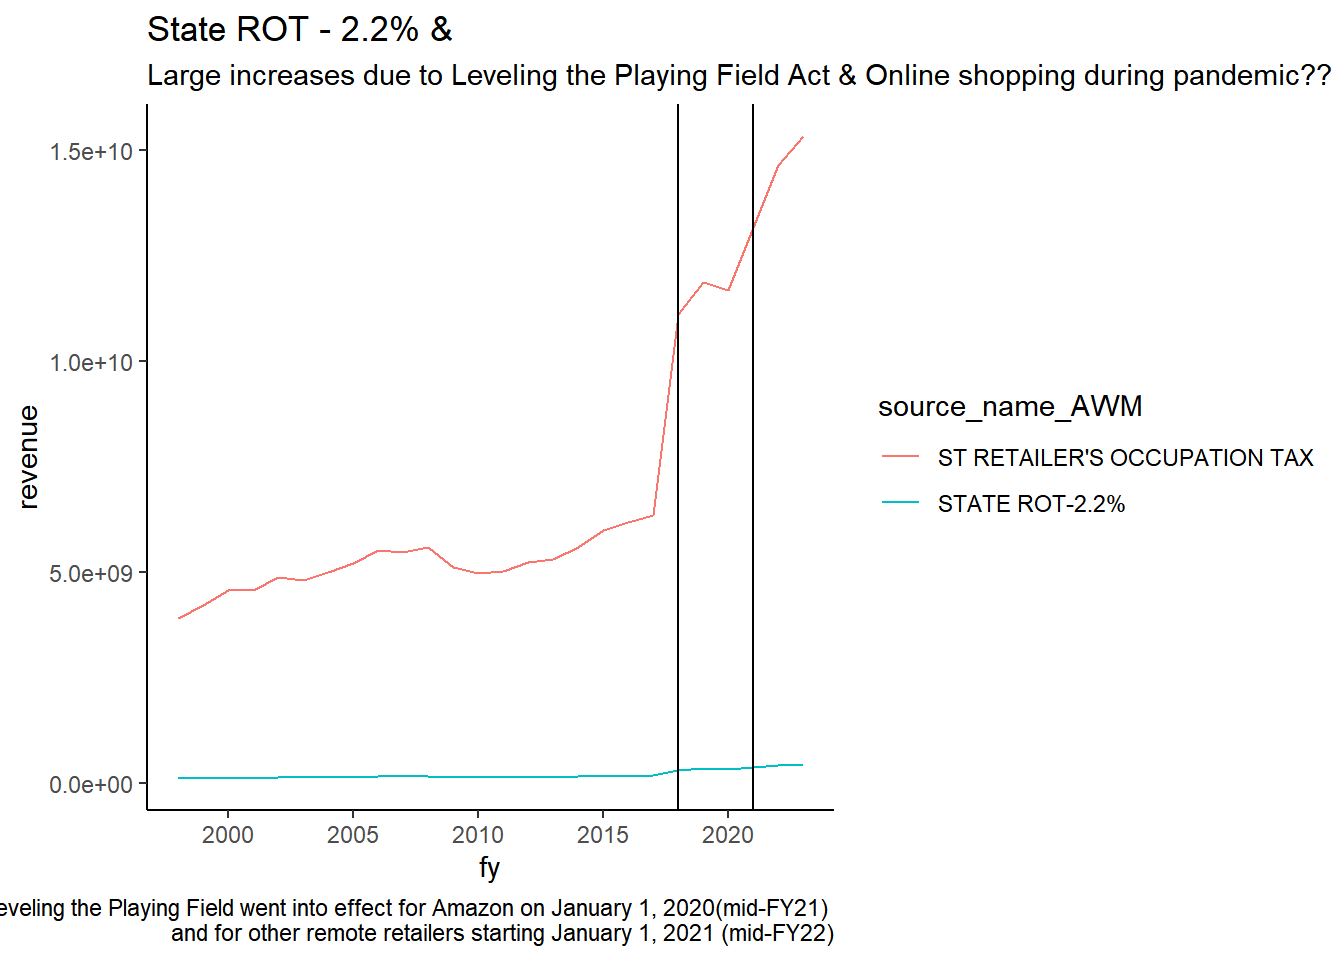 State ROT - 2.2% &
Large increases due to Leveling the Playing Field Act & Online shopping during pandemic??
1.5e+10
1.0e+10
5.0e+09
0.0e+00
revenue
2000 2005 2010 2015 2020
fy
source_name_AWM
ST RETAILER'S OCCUPATION TAX
STATE ROT-2.2%
eveling the Playing Field went into effect for Amazon on January 1, 2020(mid-FY21)
and for other remote retailers starting January 1, 2021 (mid-FY22)